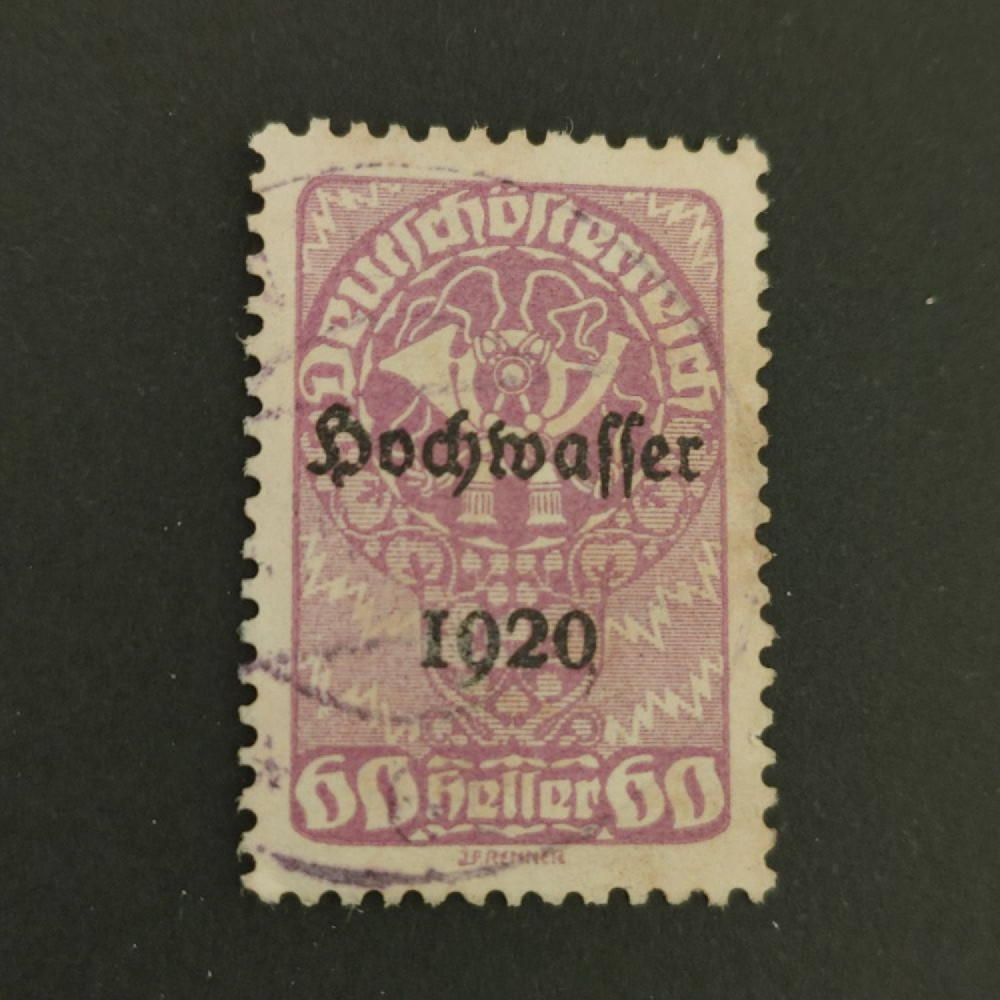 Deutschösterreich
Hochwasser
1920
60 Heller 60
J.F.RENNER